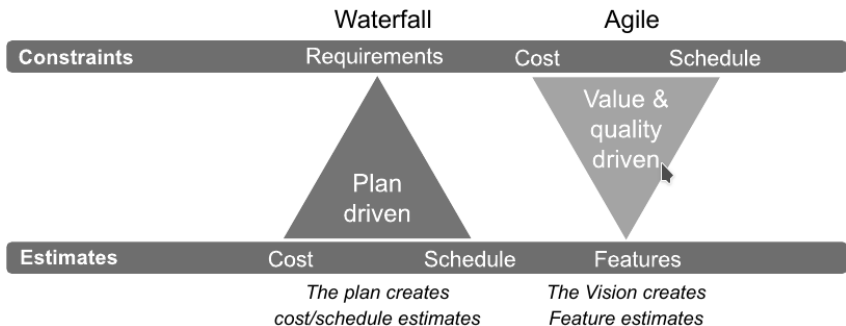 Waterfall Agile
Constraints Requirements Cost Schedule
Value &
quality
driven
Plan
driven
Estimates Cost Schedule Features
The plan creates The Vision creates
cost/schedule estimates Feature estimates